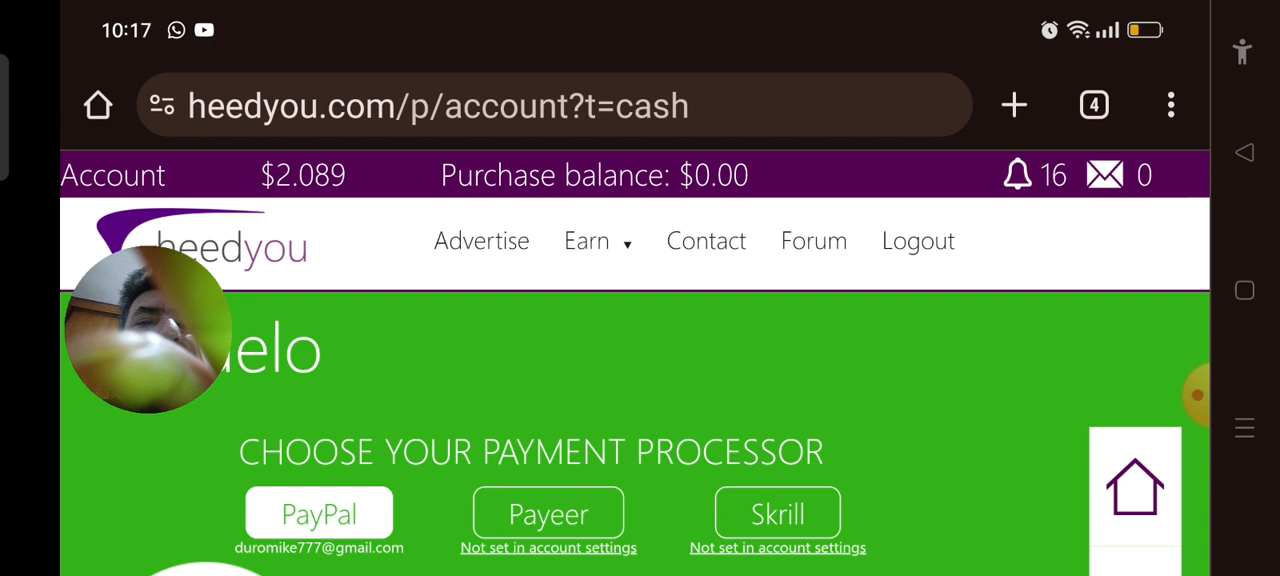 10:17
heedyou.com/p/account?t=cash
4
Account $2.089 Purchase balance: $0.00 16 0
heedyou Advertise Earn ▾ Contact Forum Logout
elo
CHOOSE YOUR PAYMENT PROCESSOR
PayPal Payeer Skrill
duromike777@gmail.com Not set in account settings Not set in account settings